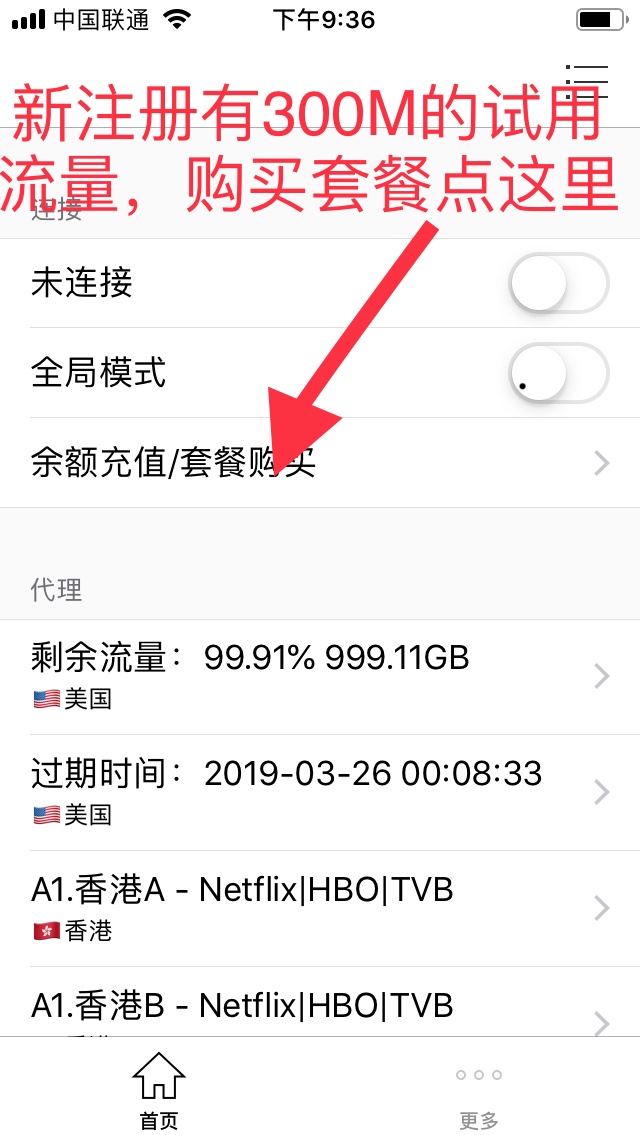 中国联通 下午9:36
新注册有300M的试用
流量，购买套餐点这里
连接
未连接
全局模式
余额充值/套餐购买
代理
剩余流量：99.91% 999.11GB
🇺🇸美国
过期时间：2019-03-26 00:08:33
🇺🇸美国
A1.香港A - Netflix|HBO|TVB
🇭🇰香港
A1.香港B - Netflix|HBO|TVB
首页
更多